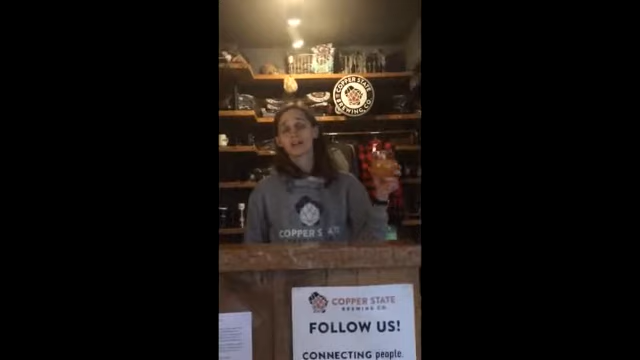 COPPER STATE
BREWING CO.
COPPER STATE
COPPER STATE
BREWING CO.
FOLLOW US!
CONNECTING people.